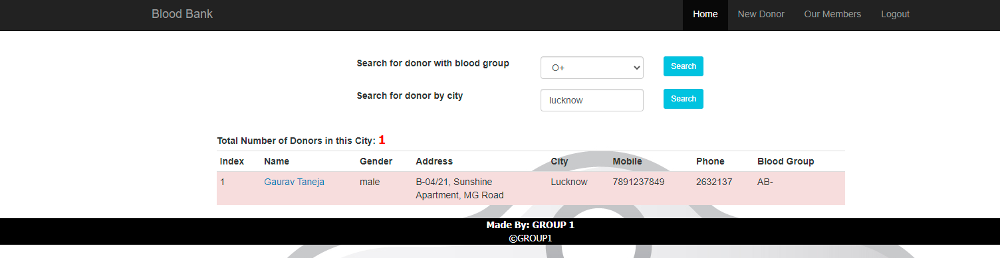 Blood Bank Home New Donor Our Members Logout
Search for donor with blood group O+ Search
Search for donor by city lucknow Search
Total Number of Donors in this City: 1
Index Name Gender Address City Mobile Phone Blood Group
1 Gaurav Taneja male B-04/21, Sunshine Lucknow 7891237849 2632137 AB-
Apartment, MG Road
Made By: GROUP 1
©GROUP1